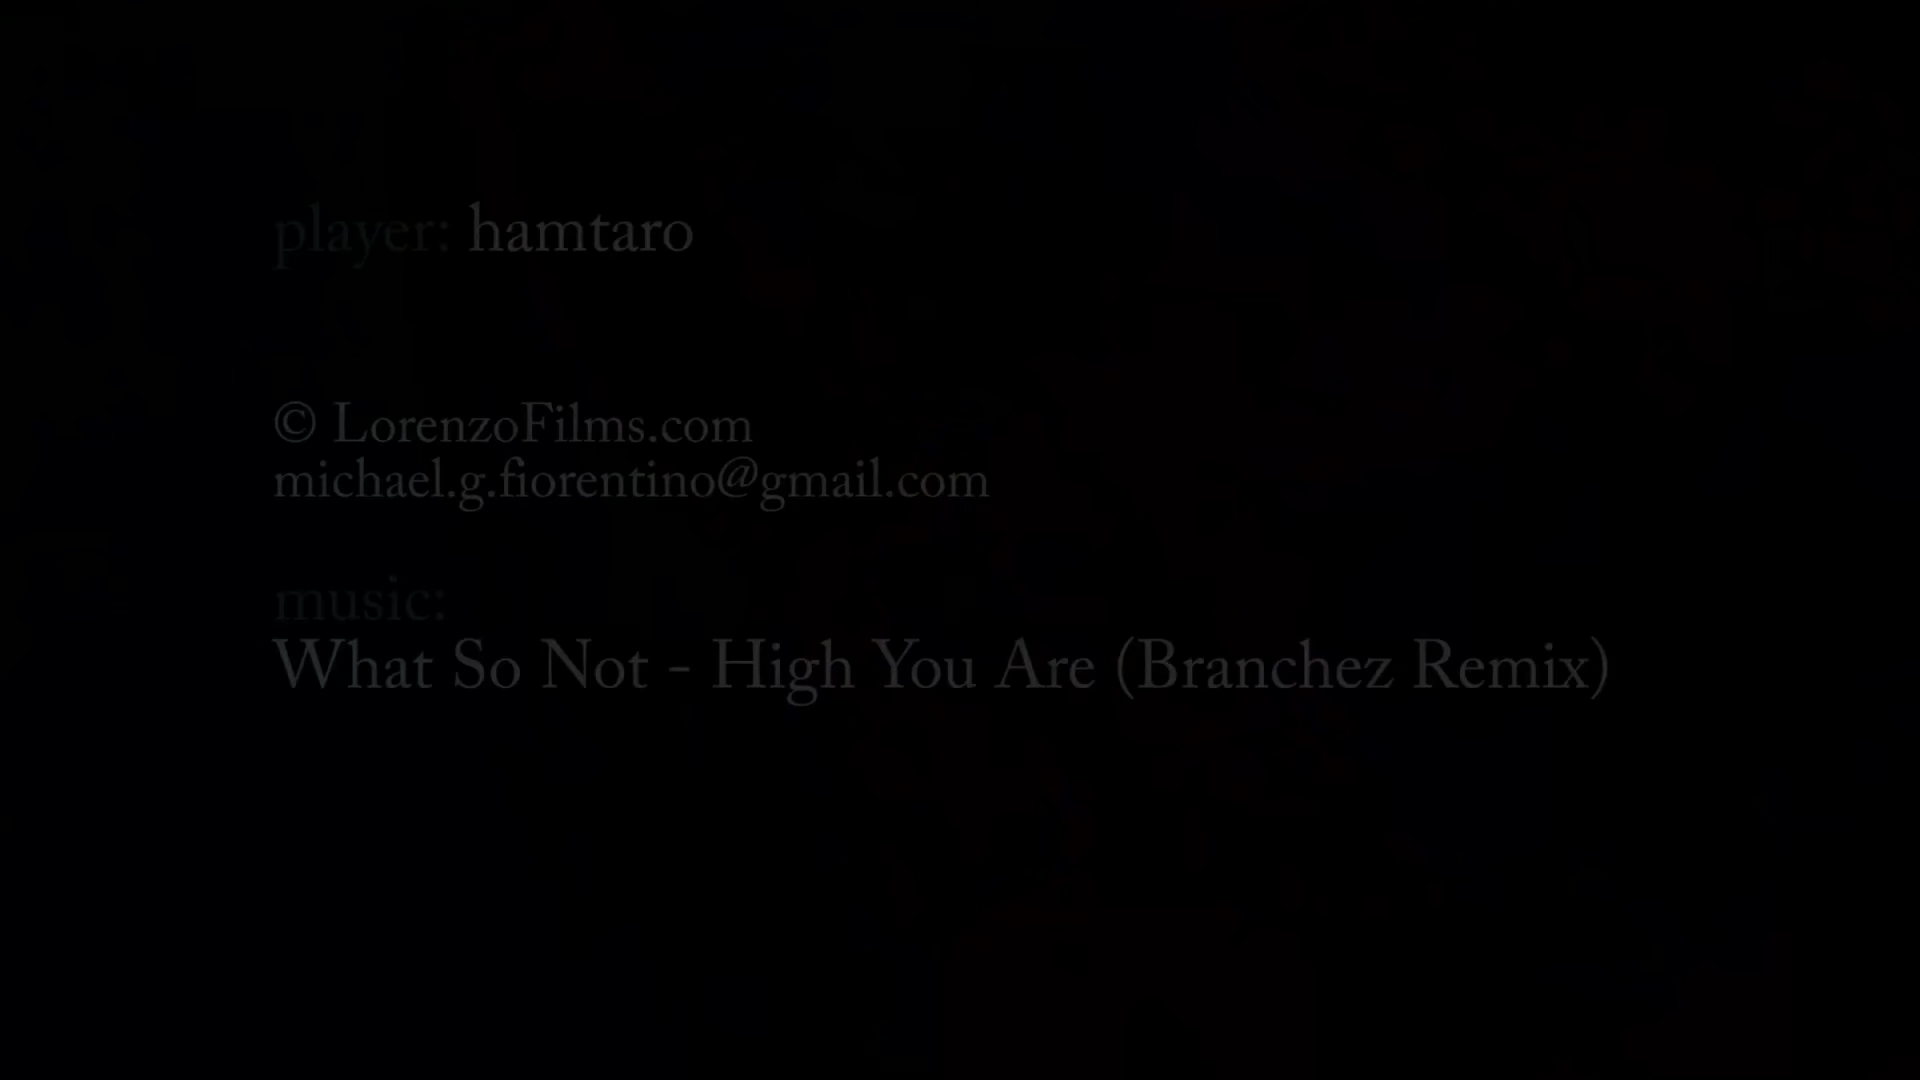 player: hamtaro
© LorenzoFilms.com
michael.g.fiorentino@gmail.com
music:
What So Not - High You Are (Branchez Remix)